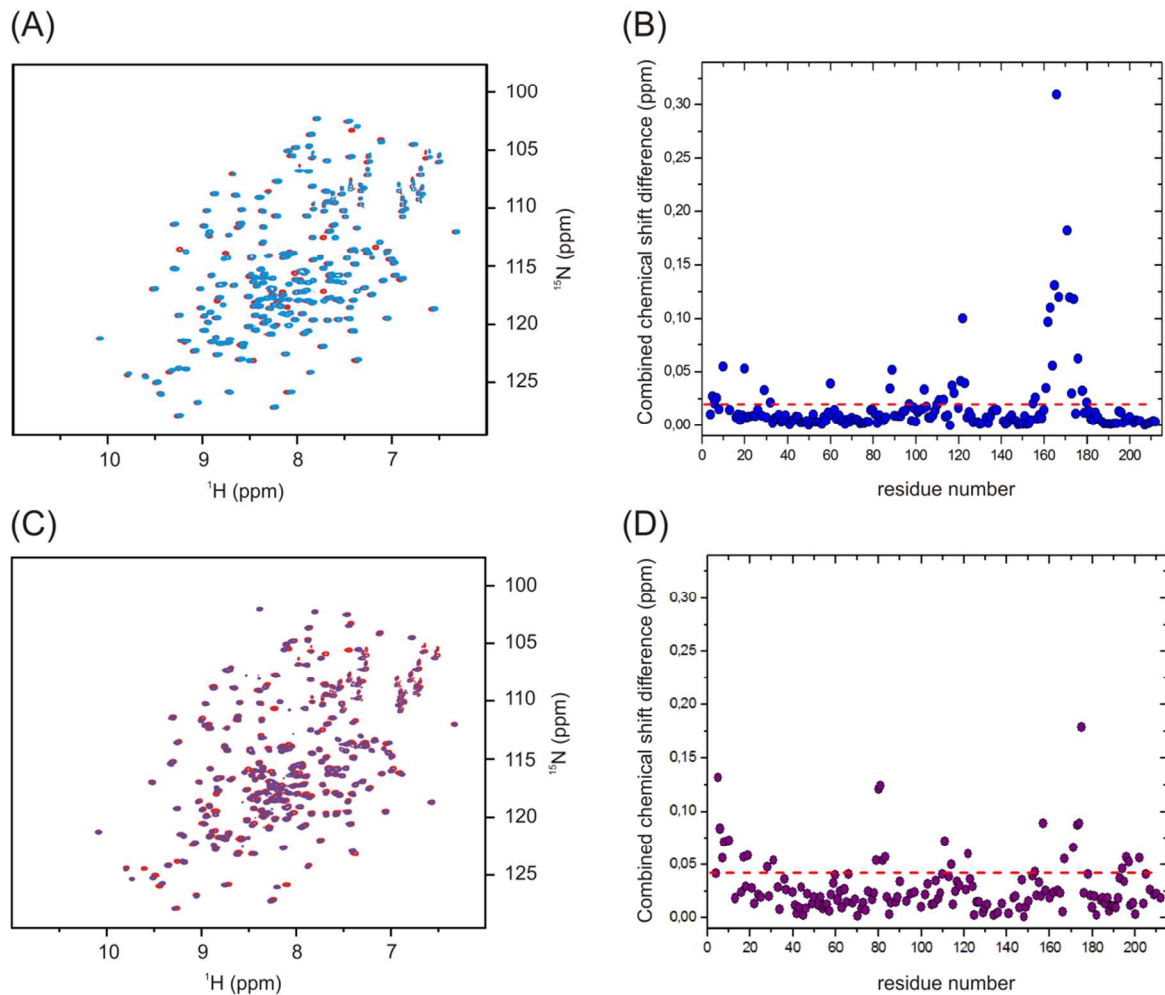 (A)
100
105
110
115
120
125
¹⁵N (ppm)
10 9 8 7
¹H (ppm)
(B)
Combined chemical shift difference (ppm)
0,30
0,25
0,20
0,15
0,10
0,05
0,00
0 20 40 60 80 100 120 140 160 180 200
residue number
(C)
100
105
110
115
120
125
¹⁵N (ppm)
10 9 8 7
¹H (ppm)
(D)
Combined chemical shift difference (ppm)
0,30
0,25
0,20
0,15
0,10
0,05
0,00
0 20 40 60 80 100 120 140 160 180 200
residue number